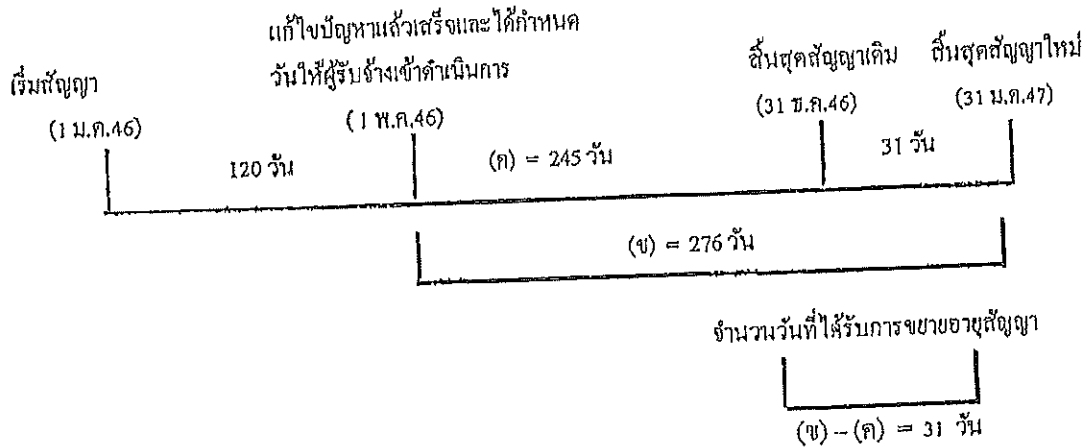 แก้ไขปัญหาแล้วเสร็จและได้กำหนด
วันให้ผู้รับจ้างเข้าดำเนินการ
เริ่มสัญญา
สิ้นสุดสัญญาเดิม
สิ้นสุดสัญญาใหม่
(1 ม.ค.46)
(1 พ.ค.46)
(31 ธ.ค.46)
(31 ม.ค.47)
120 วัน
(ค) = 245 วัน
31 วัน
(ข) = 276 วัน
จำนวนวันที่ได้รับการขยายอายุสัญญา
(ข) – (ค) = 31 วัน